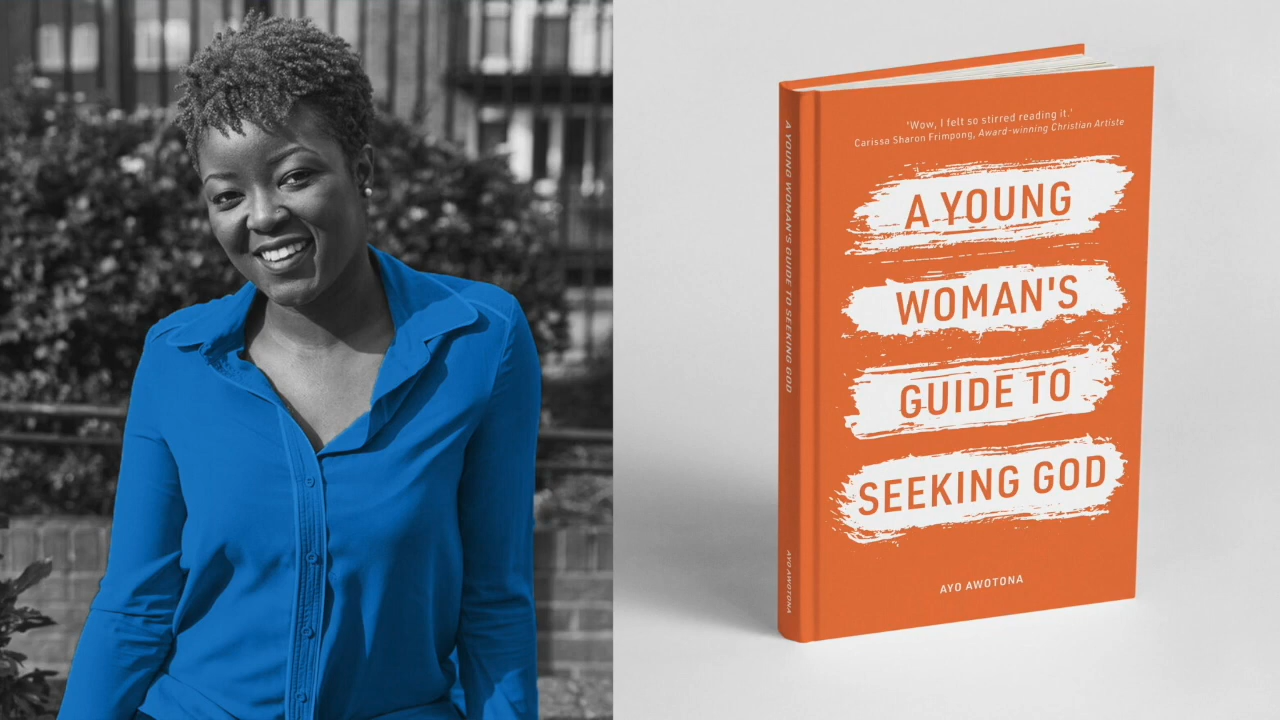 'Wow, I felt so stirred reading it.'
Carissa Sharon Frimpong, Award-winning Christian Artiste
A YOUNG
WOMAN'S
GUIDE TO
SEEKING GOD
AYO AWOTONA
A YOUNG WOMAN'S GUIDE TO SEEKING GOD
AYO AWOTONA